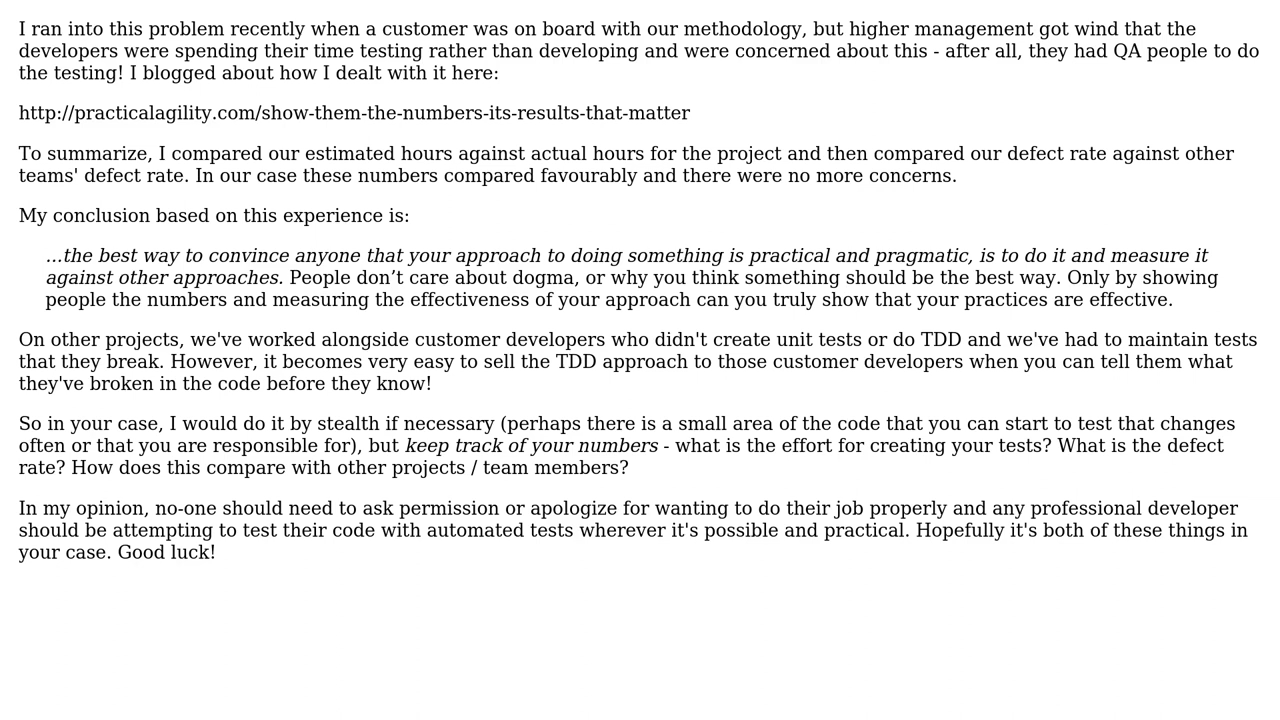 I ran into this problem recently when a customer was on board with our methodology, but higher management got wind that the
developers were spending their time testing rather than developing and were concerned about this - after all, they had QA people to do
the testing! I blogged about how I dealt with it here:
http://practicalagility.com/show-them-the-numbers-its-results-that-matter
To summarize, I compared our estimated hours against actual hours for the project and then compared our defect rate against other
teams' defect rate. In our case these numbers compared favourably and there were no more concerns.
My conclusion based on this experience is:
...the best way to convince anyone that your approach to doing something is practical and pragmatic, is to do it and measure it
against other approaches. People don’t care about dogma, or why you think something should be the best way. Only by showing
people the numbers and measuring the effectiveness of your approach can you truly show that your practices are effective.
On other projects, we've worked alongside customer developers who didn't create unit tests or do TDD and we've had to maintain tests
that they break. However, it becomes very easy to sell the TDD approach to those customer developers when you can tell them what
they've broken in the code before they know!
So in your case, I would do it by stealth if necessary (perhaps there is a small area of the code that you can start to test that changes
often or that you are responsible for), but keep track of your numbers - what is the effort for creating your tests? What is the defect
rate? How does this compare with other projects / team members?
In my opinion, no-one should need to ask permission or apologize for wanting to do their job properly and any professional developer
should be attempting to test their code with automated tests wherever it's possible and practical. Hopefully it's both of these things in
your case. Good luck!